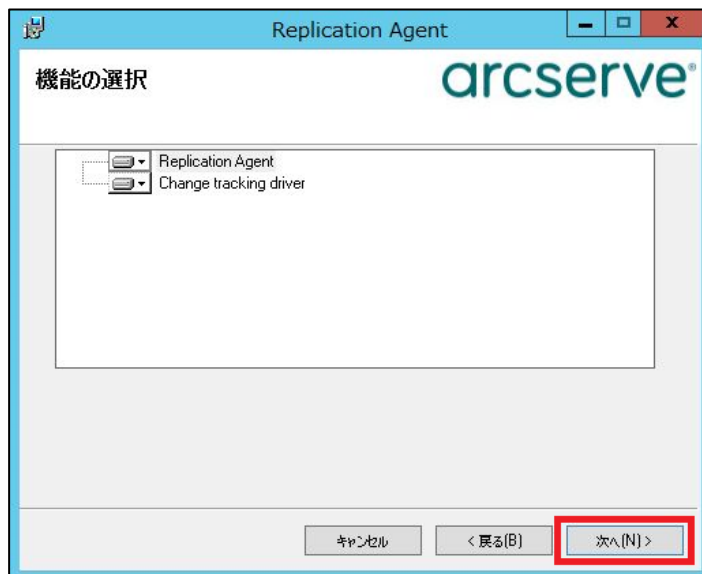 Replication Agent
機能の選択
arcserve®
Replication Agent
Change tracking driver
キャンセル
< 戻る(B)
次へ(N) >